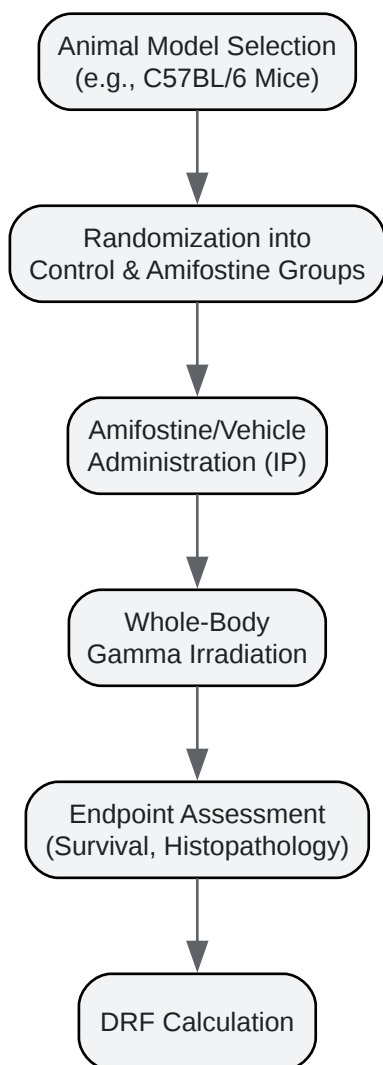 Animal Model Selection
(e.g., C57BL/6 Mice)
Randomization into
Control & Amifostine Groups
Amifostine/Vehicle
Administration (IP)
Whole-Body
Gamma Irradiation
Endpoint Assessment
(Survival, Histopathology)
DRF Calculation